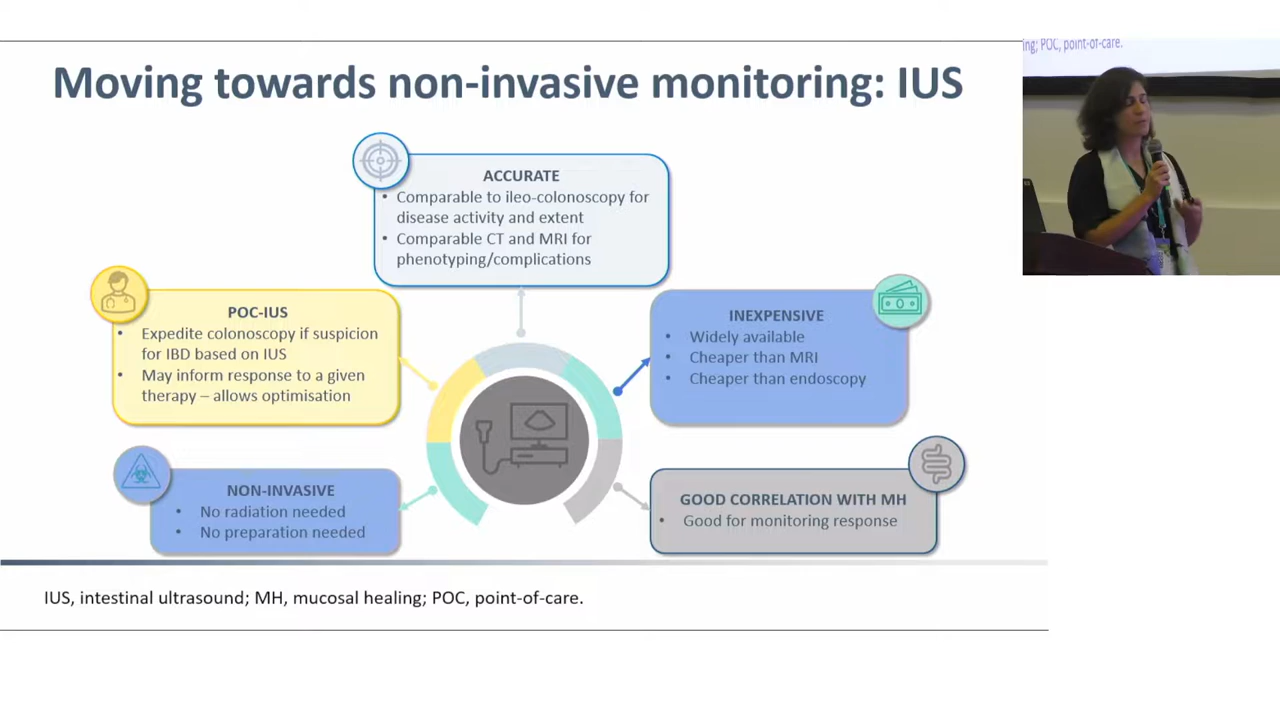 ing; POC, point-of-care.
Moving towards non-invasive monitoring: IUS
ACCURATE
• Comparable to ileo-colonoscopy for
disease activity and extent
• Comparable CT and MRI for
phenotyping/complications
POC-IUS
• Expedite colonoscopy if suspicion
for IBD based on IUS
• May inform response to a given
therapy – allows optimisation
INEXPENSIVE
• Widely available
• Cheaper than MRI
• Cheaper than endoscopy
NON-INVASIVE
• No radiation needed
• No preparation needed
GOOD CORRELATION WITH MH
• Good for monitoring response
IUS, intestinal ultrasound; MH, mucosal healing; POC, point-of-care.